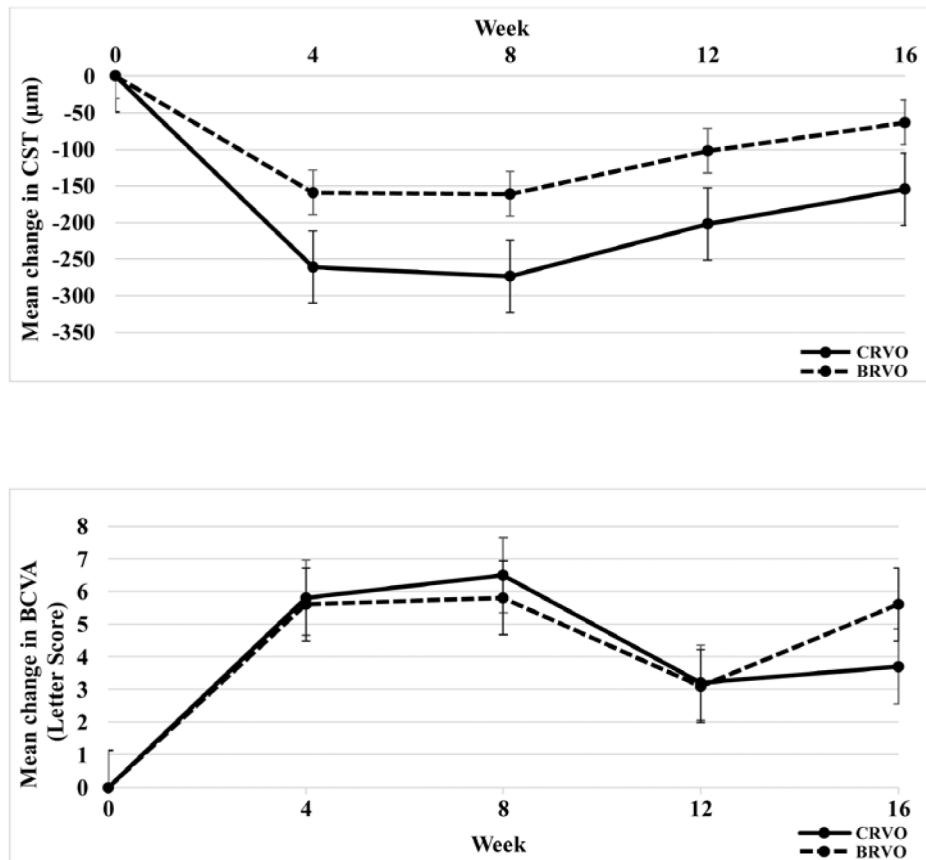 Week
0 4 8 12 16
0
-50
-100
-150
-200
-250
-300
-350
Mean change in CST (µm)
CRVO
BRVO
8
7
6
5
4
3
2
1
0
Mean change in BCVA
(Letter Score)
0 4 8 12 16
Week
CRVO
BRVO